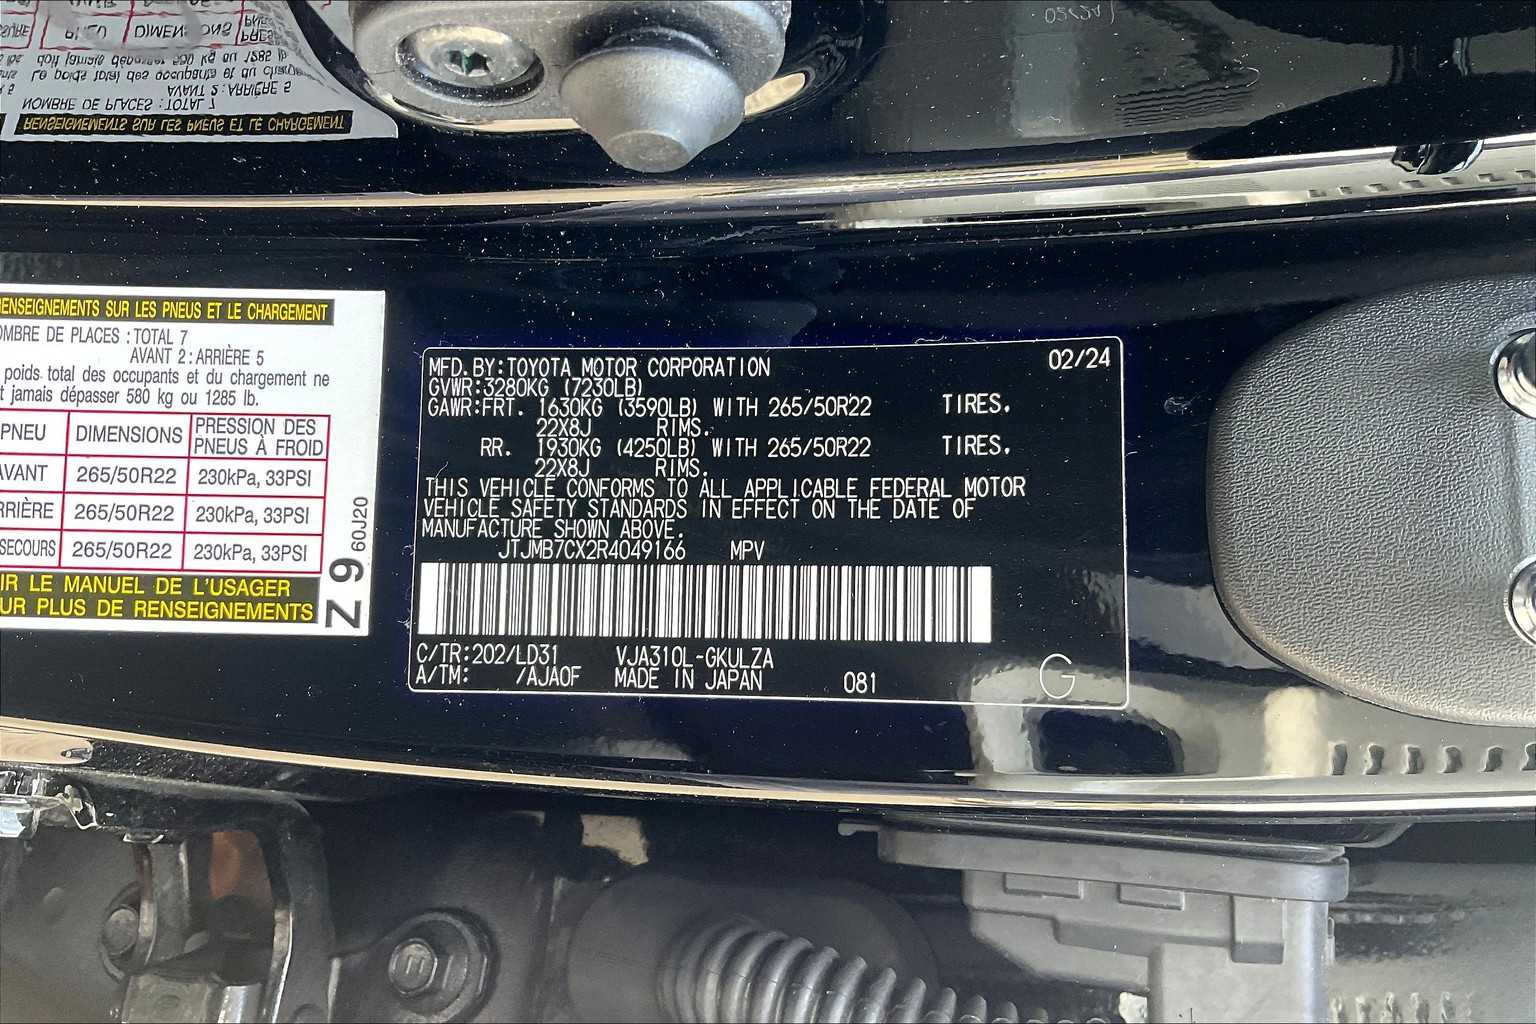 RENSEIGNEMENTS SUR LES PNEUS ET LE CHARGEMENT
NOMBRE DE PLACES : TOTAL 7
AVANT 2 : ARRIÈRE 5
RENSEIGNEMENTS SUR LES PNEUS ET LE CHARGEMENT
NOMBRE DE PLACES : TOTAL 7
AVANT 2 : ARRIÈRE 5
poids total des occupants et du chargement ne
jamais dépasser 580 kg ou 1285 lb.
PNEU DIMENSIONS PRESSION DES PNEUS À FROID
AVANT 265/50R22 230kPa, 33PSI
ARRIÈRE 265/50R22 230kPa, 33PSI
SECOURS 265/50R22 230kPa, 33PSI
LE MANUEL DE L'USAGER
PLUS DE RENSEIGNEMENTS
Z 9
60J20
MFD.BY:TOYOTA MOTOR CORPORATION 02/24
GVWR:3280KG (7230LB)
GAWR:FRT. 1630KG (3590LB) WITH 265/50R22 TIRES.
22X8J RIMS.
RR. 1930KG (4250LB) WITH 265/50R22 TIRES.
22X8J RIMS.
THIS VEHICLE CONFORMS TO ALL APPLICABLE FEDERAL MOTOR
VEHICLE SAFETY STANDARDS IN EFFECT ON THE DATE OF
MANUFACTURE SHOWN ABOVE.
JTJMB7CX2R4049166 MPV
C/TR:202/LD31 VJA310L-GKULZA
A/TM: /AJA0F MADE IN JAPAN 081
G